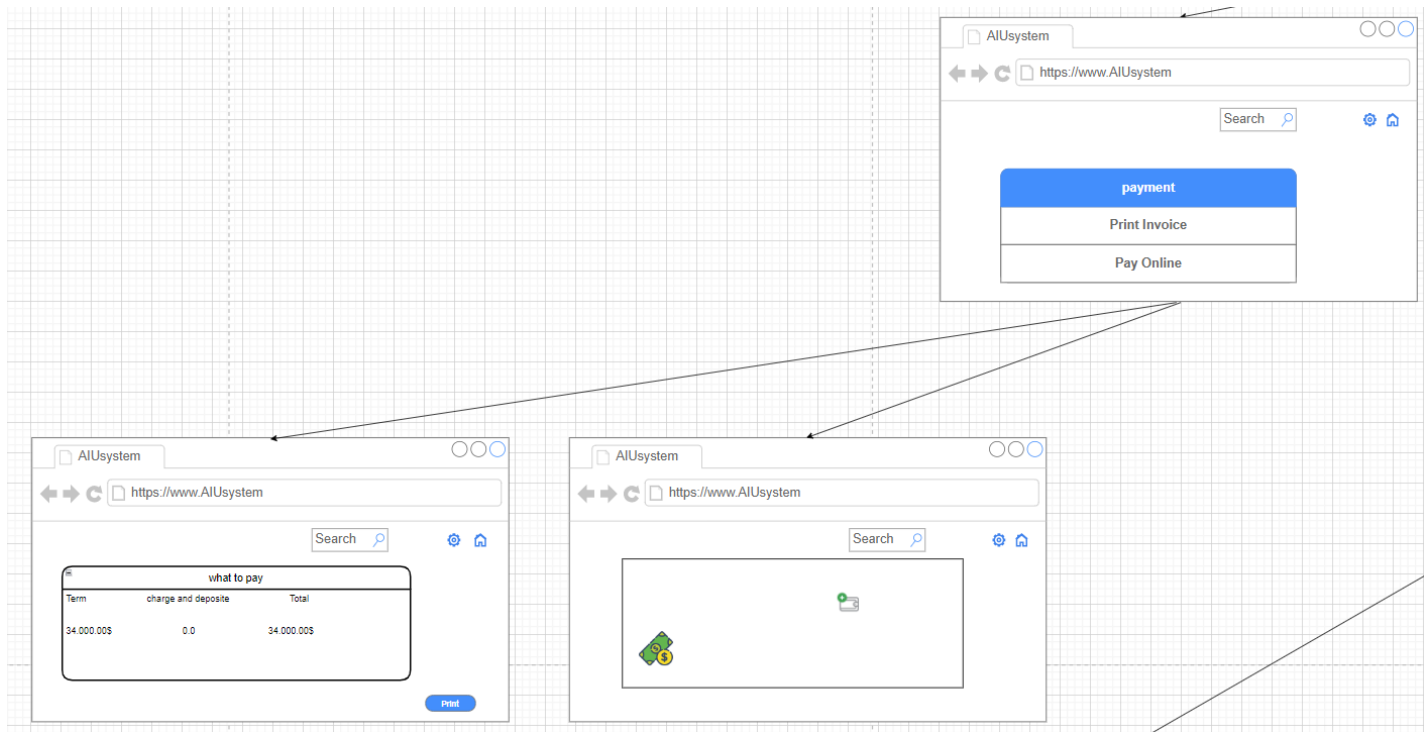 AIUsystem
https://www.AIUsystem
Search
payment
Print Invoice
Pay Online
AIUsystem
https://www.AIUsystem
Search
what to pay
Term charge and deposite Total
34.000.00$ 0.0 34.000.00$
Print
AIUsystem
https://www.AIUsystem
Search